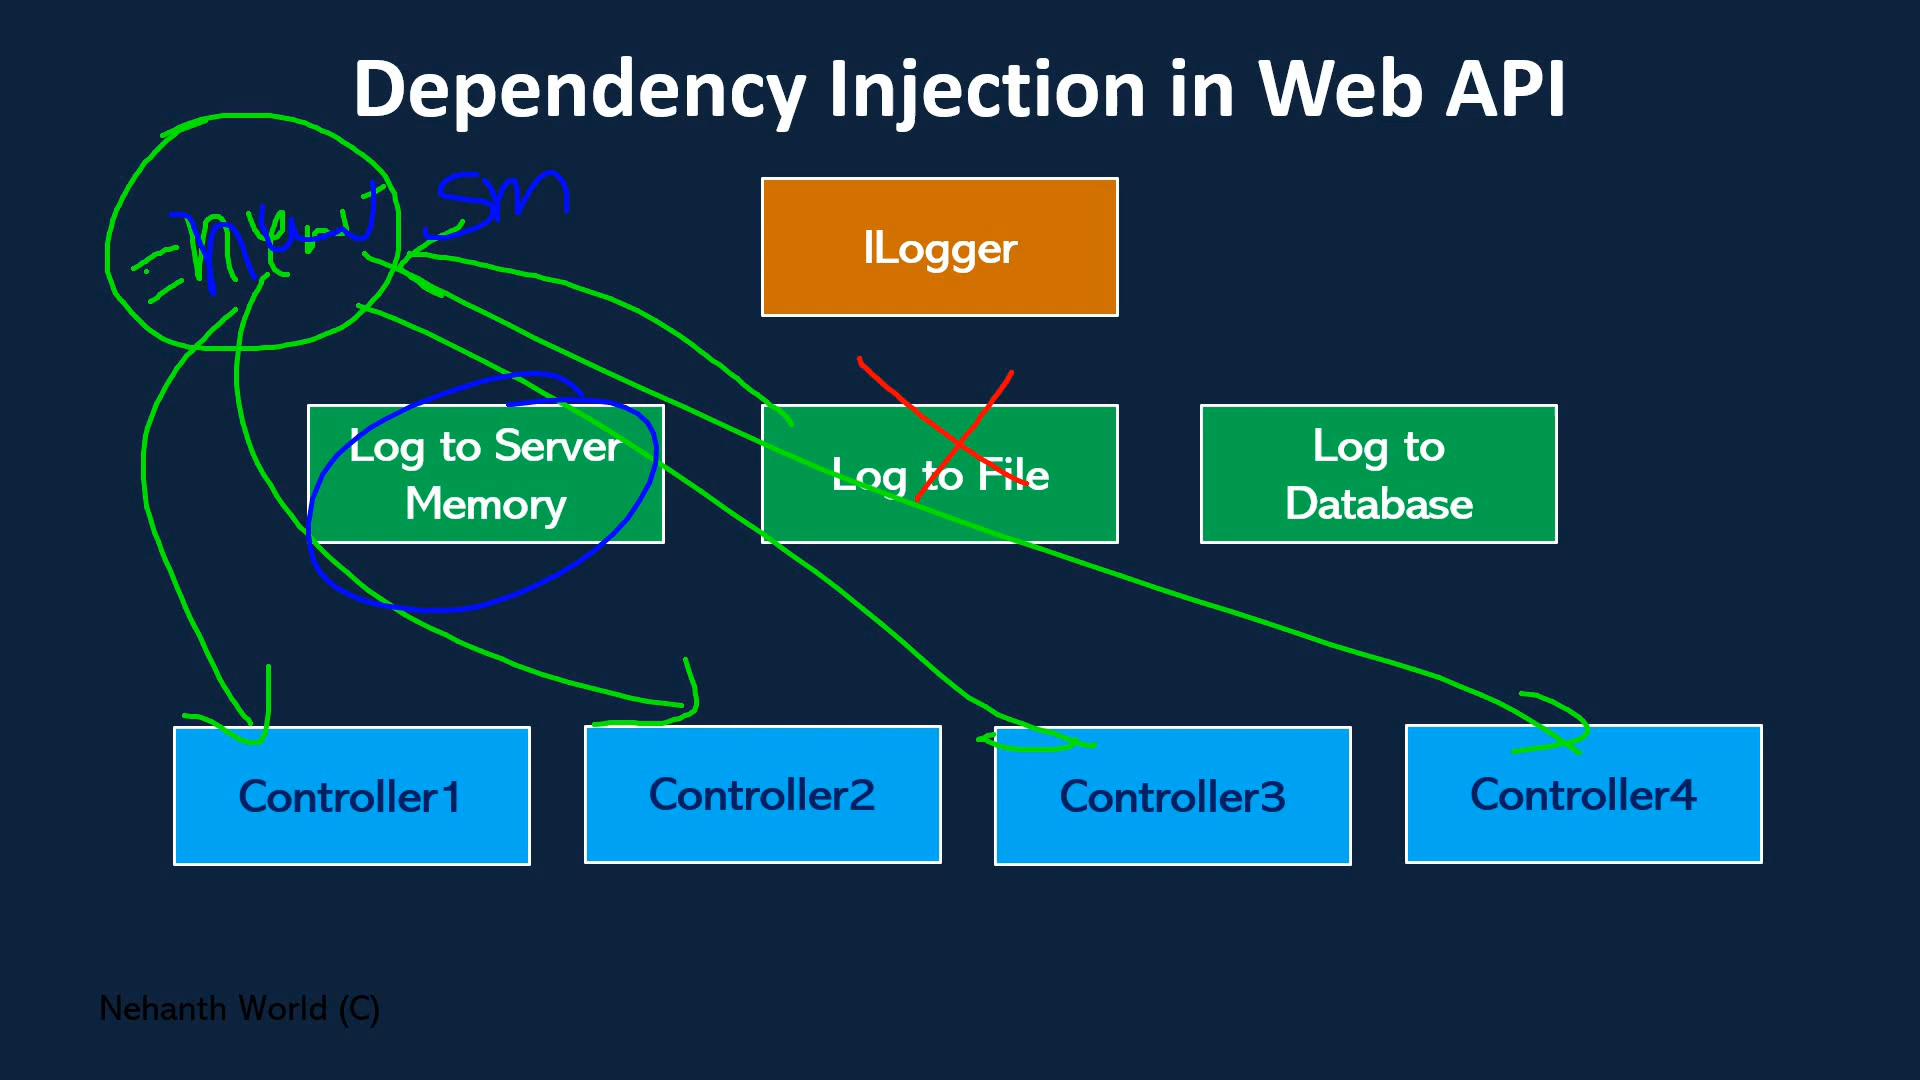 Dependency Injection in Web API
= new SM
ILogger
Log to Server
Memory
Log to File
Log to
Database
Controller1
Controller2
Controller3
Controller4
Nehanth World (C)